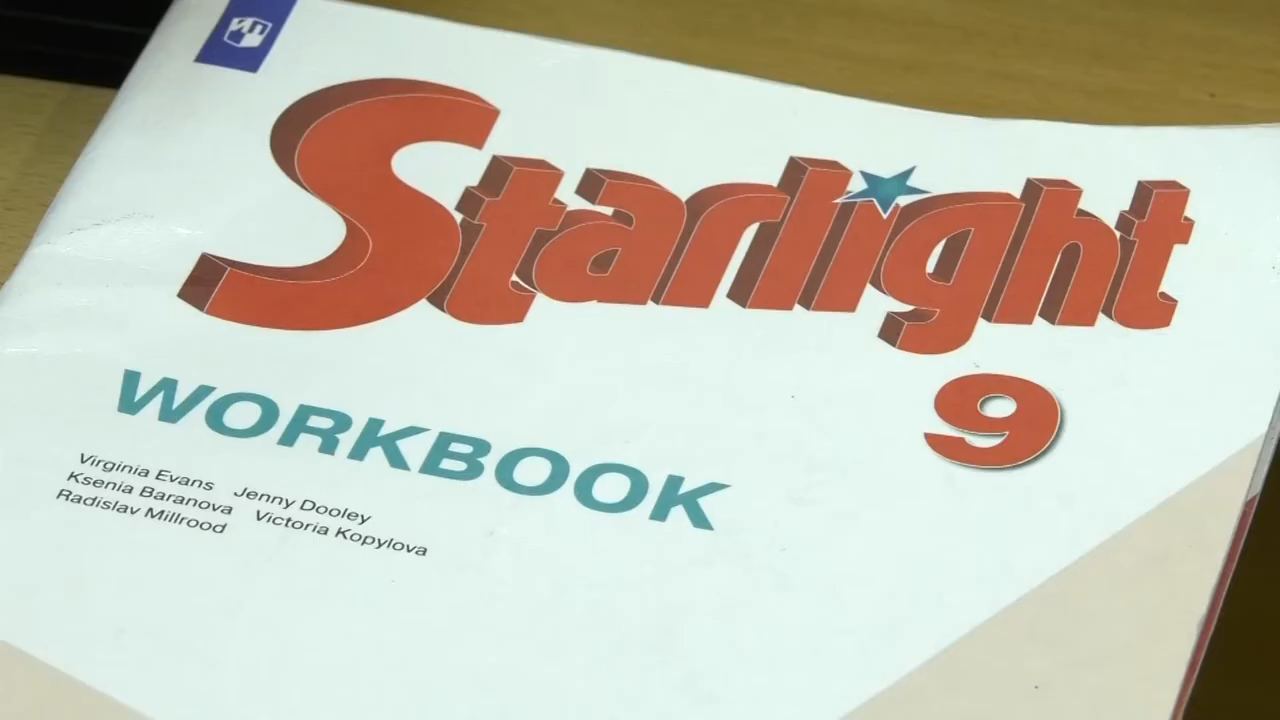 Starlight
9
WORKBOOK
Virginia Evans Jenny Dooley
Ksenia Baranova Victoria Kopylova
Radislav Millrood